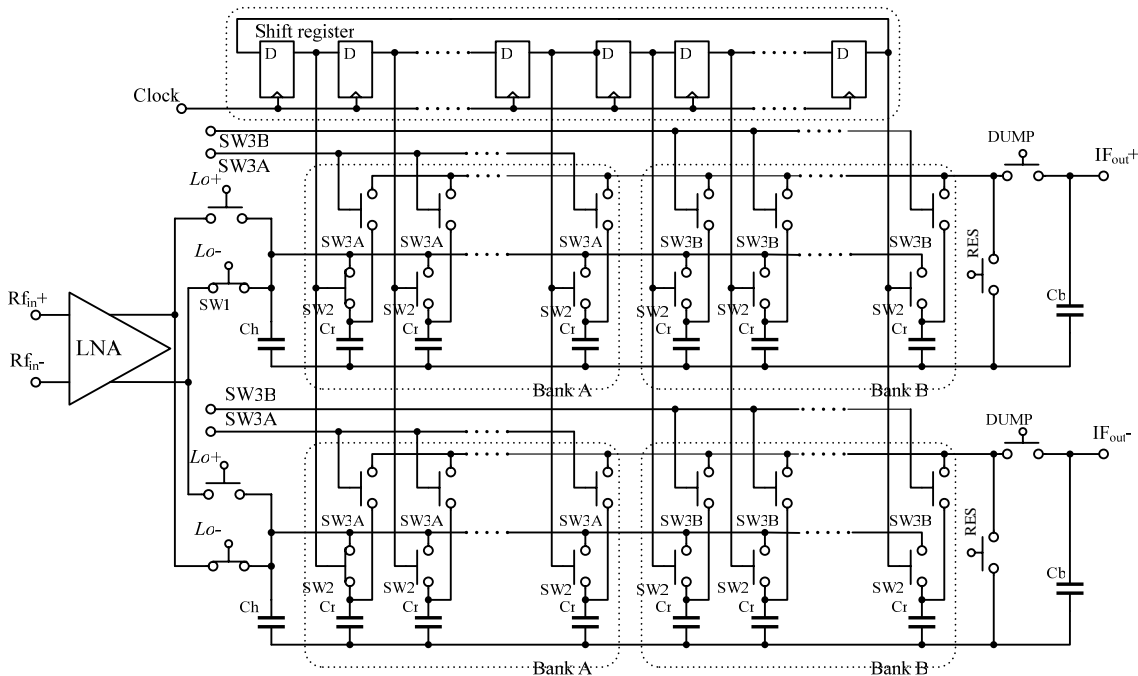 Shift register
D D D D D D
Clock
SW3B
SW3A
DUMP
IFout+
Lo+
SW3A SW3A SW3A SW3B SW3B SW3B
Lo-
RES
SW1
Rfin+
SW2 SW2 SW2 SW2 SW2 SW2
Cb
Ch Cr Cr Cr Cr Cr Cr
LNA
Rfin-
Bank A Bank B
SW3B
SW3A
DUMP
IFout-
Lo+
SW3A SW3A SW3A SW3B SW3B SW3B
Lo-
RES
SW2 SW2 SW2 SW2 SW2 SW2
Cb
Ch Cr Cr Cr Cr Cr Cr
Bank A Bank B